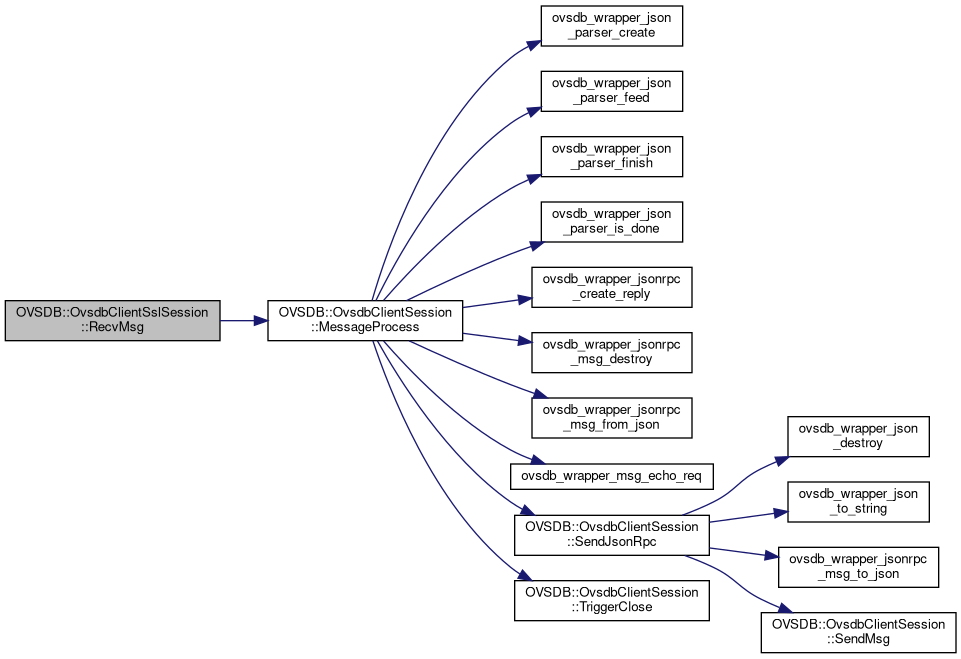 OVSDB::OvsdbClientSslSession
::RecvMsg
OVSDB::OvsdbClientSession
::MessageProcess
ovsdb_wrapper_json
_parser_create
ovsdb_wrapper_json
_parser_feed
ovsdb_wrapper_json
_parser_finish
ovsdb_wrapper_json
_parser_is_done
ovsdb_wrapper_jsonrpc
_create_reply
ovsdb_wrapper_jsonrpc
_msg_destroy
ovsdb_wrapper_jsonrpc
_msg_from_json
ovsdb_wrapper_msg_echo_req
OVSDB::OvsdbClientSession
::SendJsonRpc
OVSDB::OvsdbClientSession
::TriggerClose
ovsdb_wrapper_json
_destroy
ovsdb_wrapper_json
_to_string
ovsdb_wrapper_jsonrpc
_msg_to_json
OVSDB::OvsdbClientSession
::SendMsg